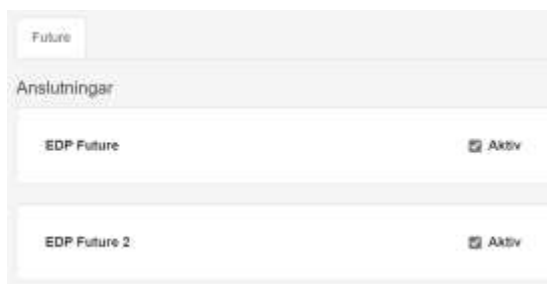 Future
Anslutningar
EDP Future Aktiv
EDP Future 2 Aktiv